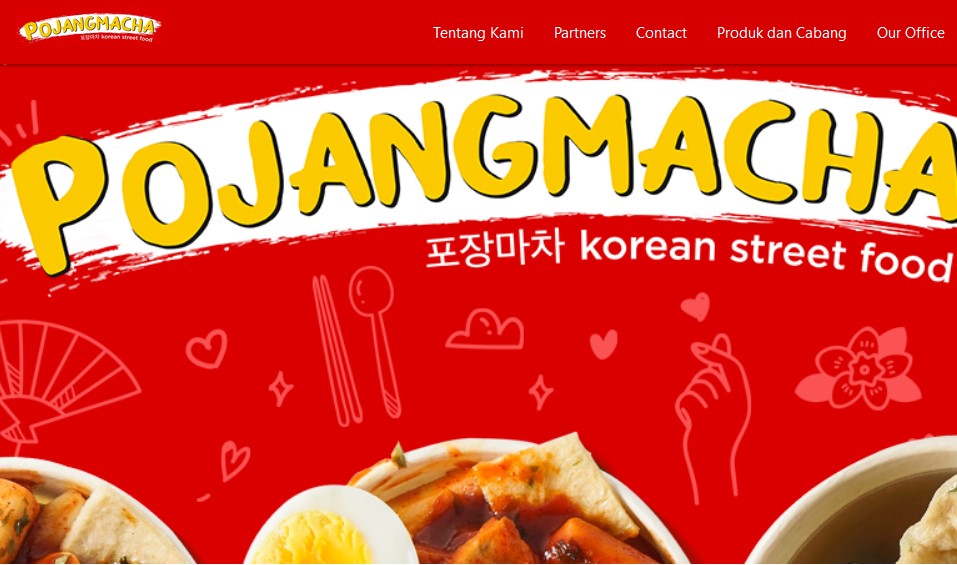 POJANGMACHA
포장마차 korean street food
Tentang Kami
Partners
Contact
Produk dan Cabang
Our Office
POJANGMACHA
포장마차 korean street food